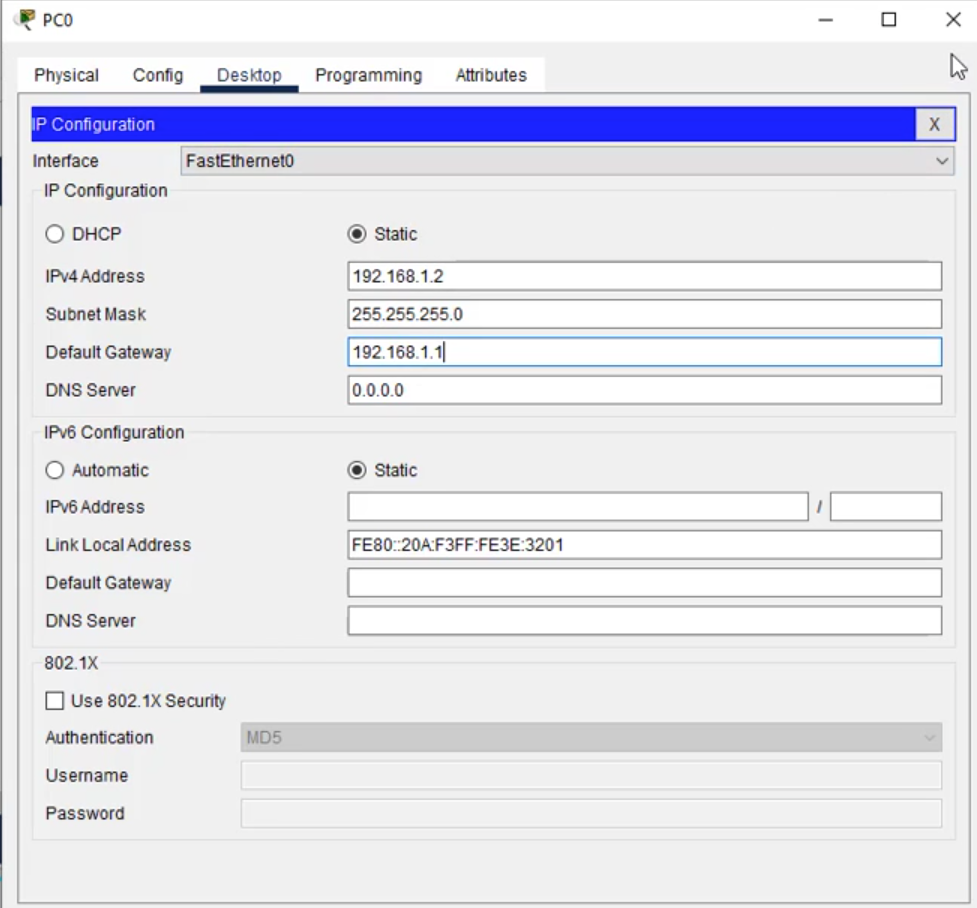 PC0
Physical Config Desktop Programming Attributes
IP Configuration X
Interface FastEthernet0
IP Configuration
DHCP Static
IPv4 Address 192.168.1.2
Subnet Mask 255.255.255.0
Default Gateway 192.168.1.1
DNS Server 0.0.0.0
IPv6 Configuration
Automatic Static
IPv6 Address /
Link Local Address FE80::20A:F3FF:FE3E:3201
Default Gateway
DNS Server
802.1X
Use 802.1X Security
Authentication MD5
Username
Password